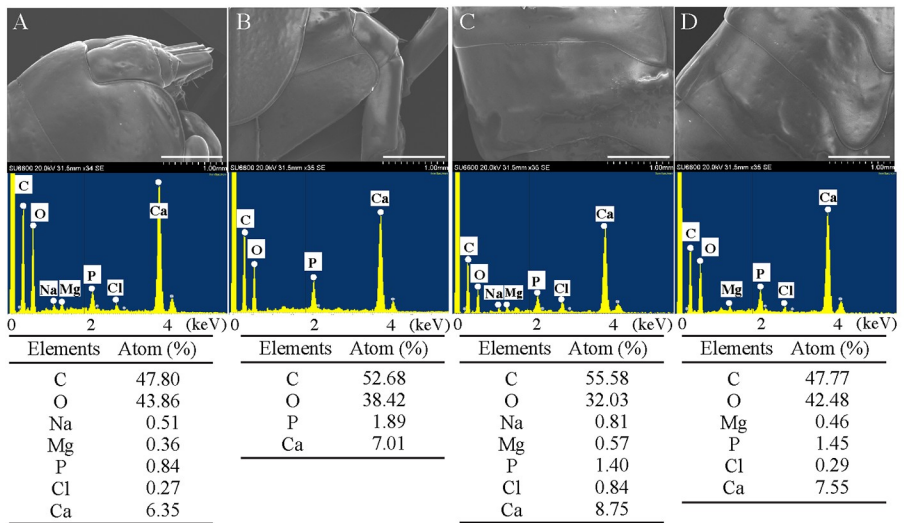 A
B
C
D
SU6600 20.0kV 31.5mm x34 SE
1.00mm
SU6600 20.0kV 31.5mm x35 SE
1.00mm
SU6600 20.0kV 31.5mm x36 SE
1.00mm
SU6600 20.0kV 31.5mm x35 SE
1.00mm
C O Na Mg P Cl Ca
0 2 4 (keV)
C O P Ca
0 2 4 (keV)
C O Na Mg P Cl Ca
0 2 4 (keV)
C O Mg P Cl Ca
0 2 4 (keV)
Elements Atom (%)
C 47.80
O 43.86
Na 0.51
Mg 0.36
P 0.84
Cl 0.27
Ca 6.35
Elements Atom (%)
C 52.68
O 38.42
P 1.89
Ca 7.01
Elements Atom (%)
C 55.58
O 32.03
Na 0.81
Mg 0.57
P 1.40
Cl 0.84
Ca 8.75
Elements Atom (%)
C 47.77
O 42.48
Mg 0.46
P 1.45
Cl 0.29
Ca 7.55